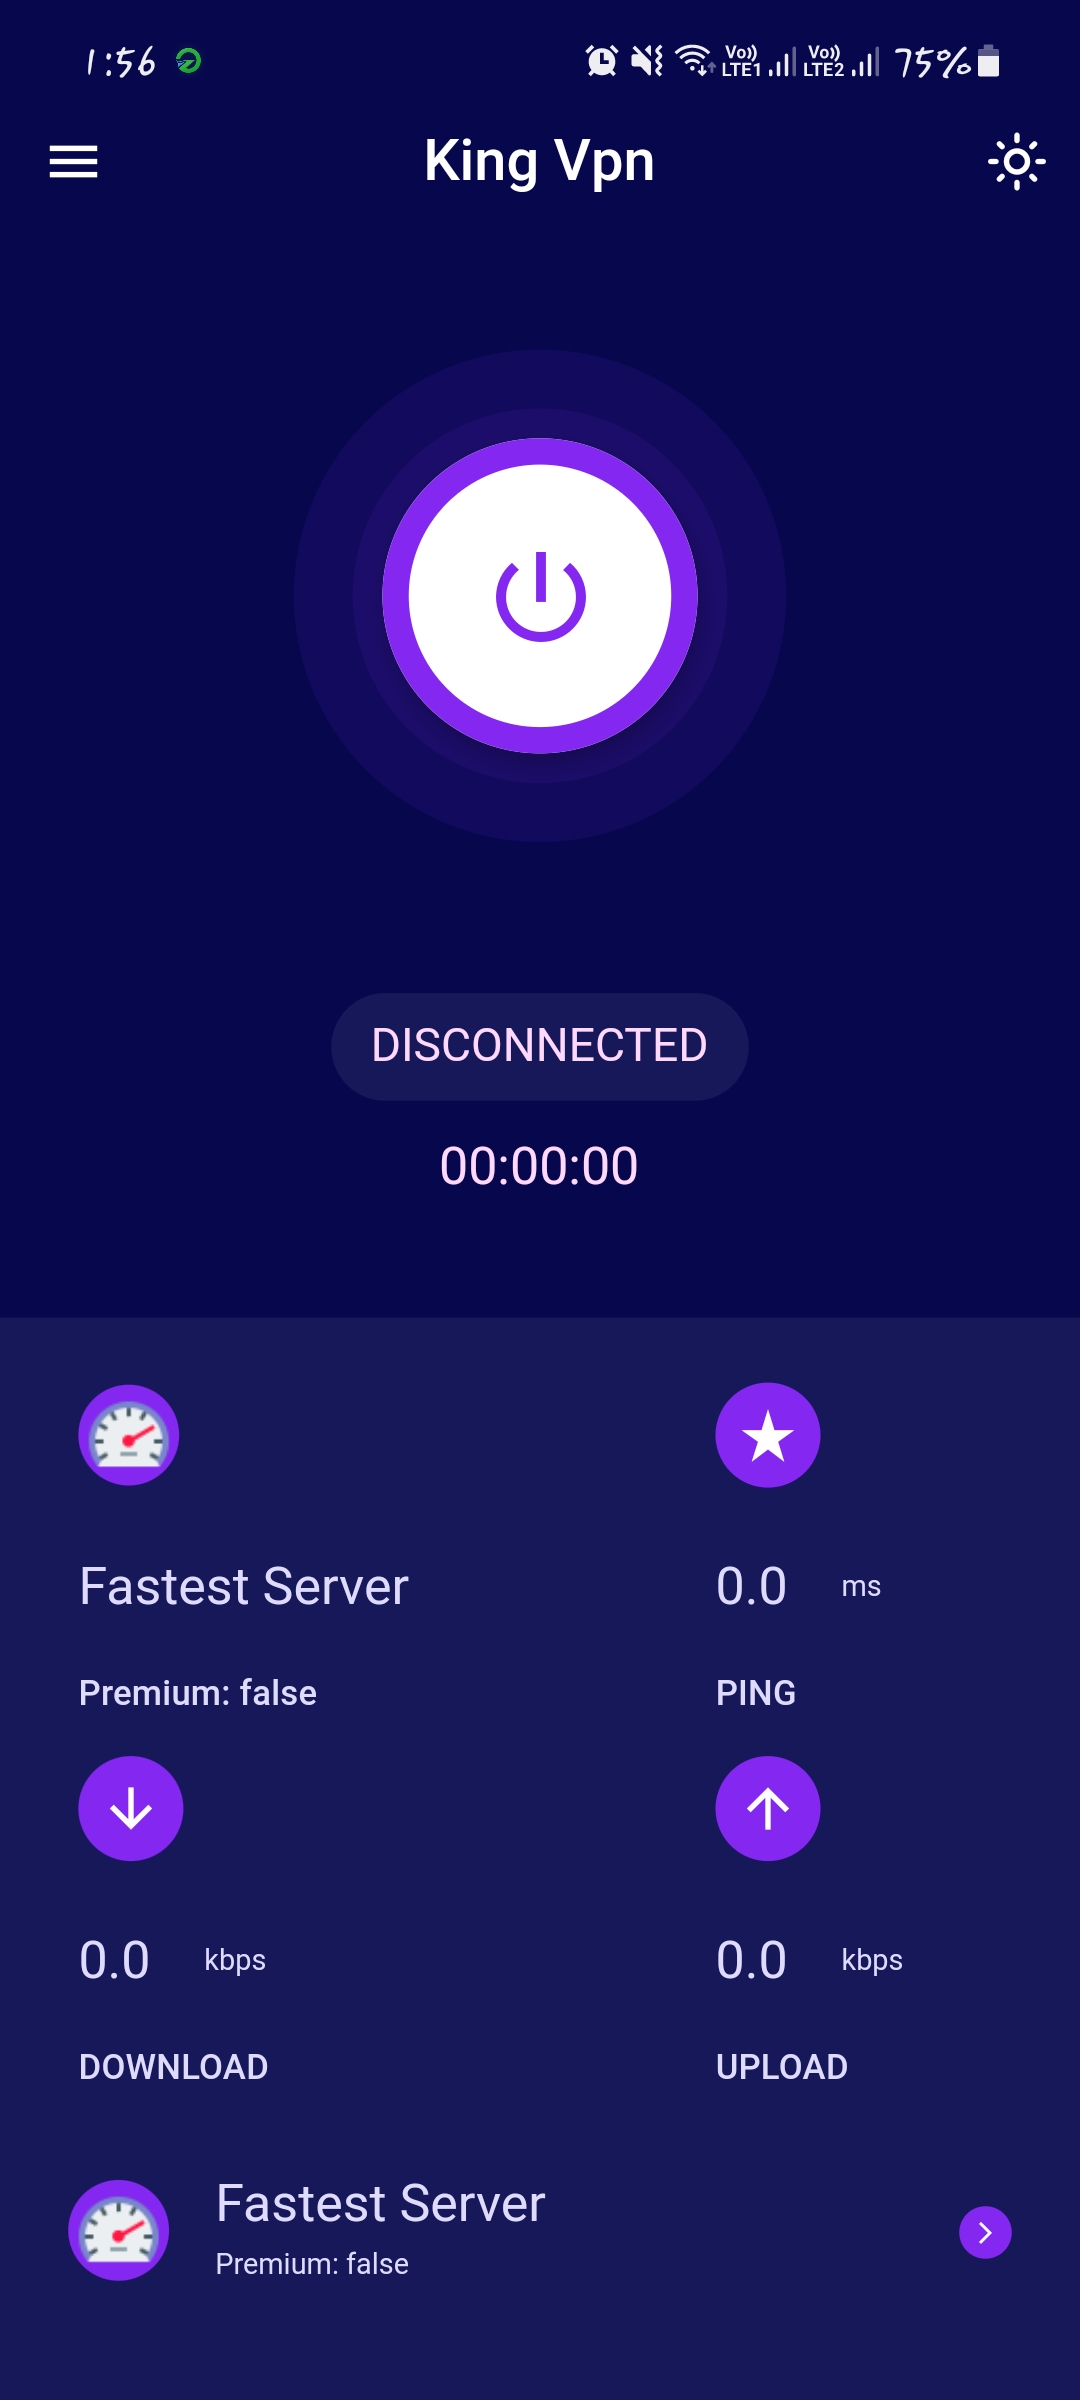 1:56
Vo)) LTE1 Vo)) LTE2 75%
King Vpn
DISCONNECTED
00:00:00
Fastest Server
0.0 ms
Premium: false
PING
0.0 kbps
0.0 kbps
DOWNLOAD
UPLOAD
Fastest Server
Premium: false